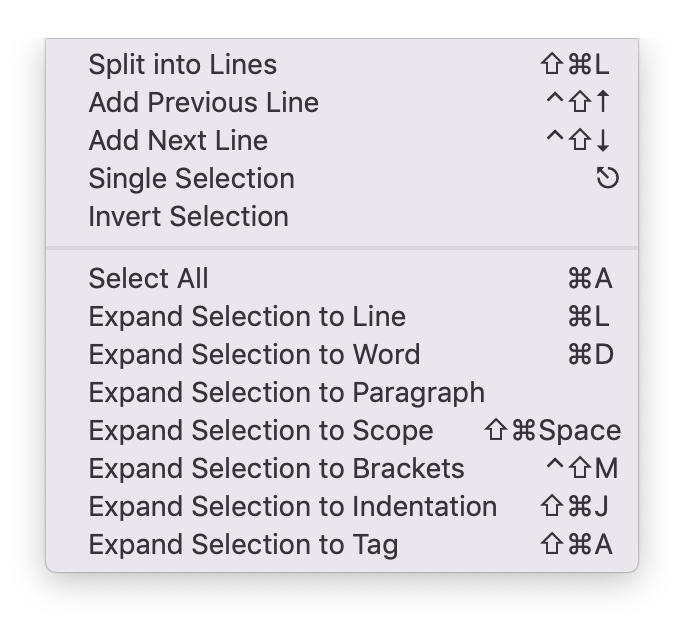 Split into Lines ⇧⌘L
Add Previous Line ^⇧↑
Add Next Line ^⇧↓
Single Selection ⎋
Invert Selection
Select All ⌘A
Expand Selection to Line ⌘L
Expand Selection to Word ⌘D
Expand Selection to Paragraph
Expand Selection to Scope ⇧⌘Space
Expand Selection to Brackets ^⇧M
Expand Selection to Indentation ⇧⌘J
Expand Selection to Tag ⇧⌘A